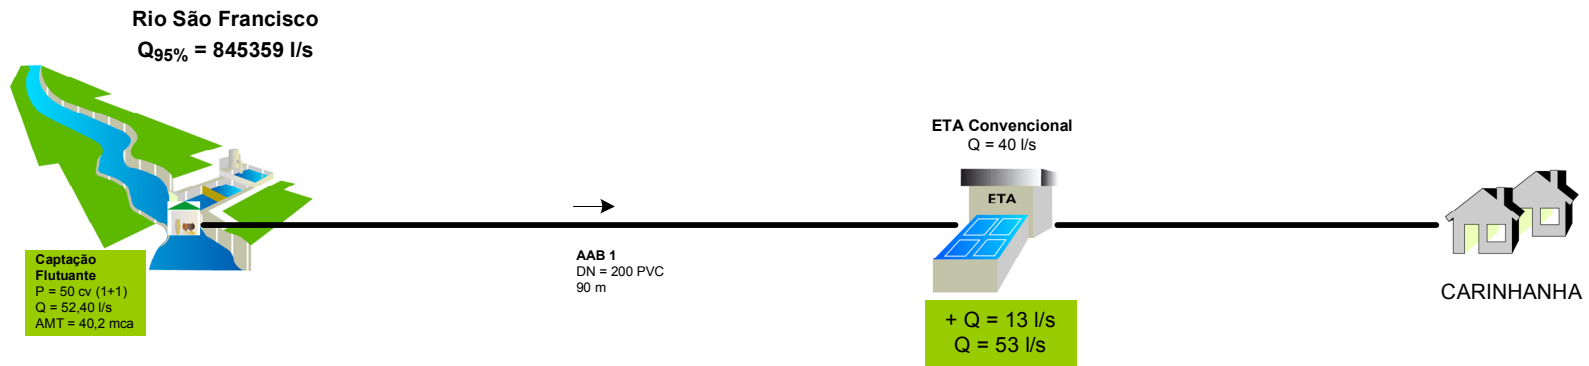 Rio São Francisco
Q95% = 845359 l/s
ETA Convencional
Q = 40 l/s
ETA
Captação
Flutuante
P = 50 cv (1+1)
Q = 52,40 l/s
AMT = 40,2 mca
AAB 1
DN = 200 PVC
90 m
+ Q = 13 l/s
Q = 53 l/s
CARINHANHA